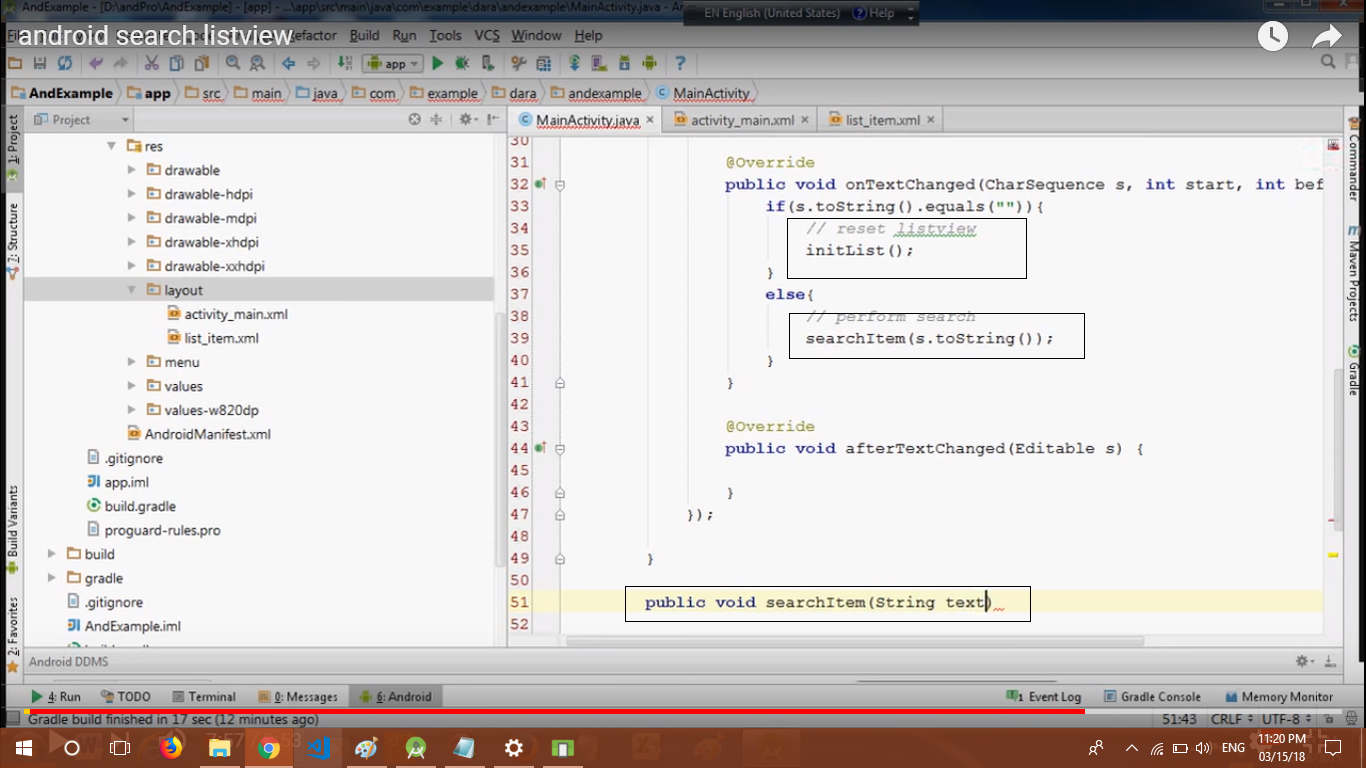 AndExample - [D:\andPro\AndExample] - [app] - ...\app\src\main\java\com\example\dara\andexample\MainActivity.java - An
EN English (United States) Help
android search listview
Refactor Build Run Tools VCS Window Help
app
AndExample app src main java com example dara andexample MainActivity
Project
MainActivity.java activity_main.xml list_item.xml
1: Project
7: Structure
Build Variants
2: Favorites
res
drawable
drawable-hdpi
drawable-mdpi
drawable-xhdpi
drawable-xxhdpi
layout
activity_main.xml
list_item.xml
menu
values
values-w820dp
AndroidManifest.xml
.gitignore
app.iml
build.gradle
proguard-rules.pro
build
gradle
.gitignore
AndExample.iml
30
31 @Override
32 public void onTextChanged(CharSequence s, int start, int bef
33 if(s.toString().equals("")){
34 // reset listview
35 initList();
36 }
37 else{
38 // perform search
39 searchItem(s.toString());
40 }
41 }
42
43 @Override
44 public void afterTextChanged(Editable s) {
45
46 }
47 });
48
49 }
50
51 public void searchItem(String text)
52
Commander
Maven Projects
Gradle
Android DDMS
4: Run TODO Terminal 0: Messages 6: Android 1 Event Log Gradle Console Memory Monitor
Gradle build finished in 17 sec (12 minutes ago) 51:43 CRLF UTF-8
7:57
ENG
11:20 PM
03/15/18